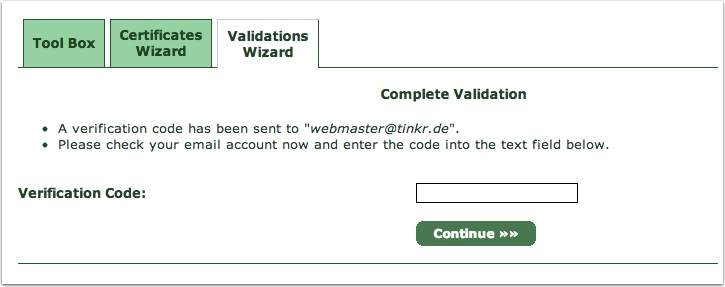 Tool Box
Certificates
Wizard
Validations
Wizard
Complete Validation
• A verification code has been sent to "webmaster@tinkr.de".
• Please check your email account now and enter the code into the text field below.
Verification Code:
Continue »»